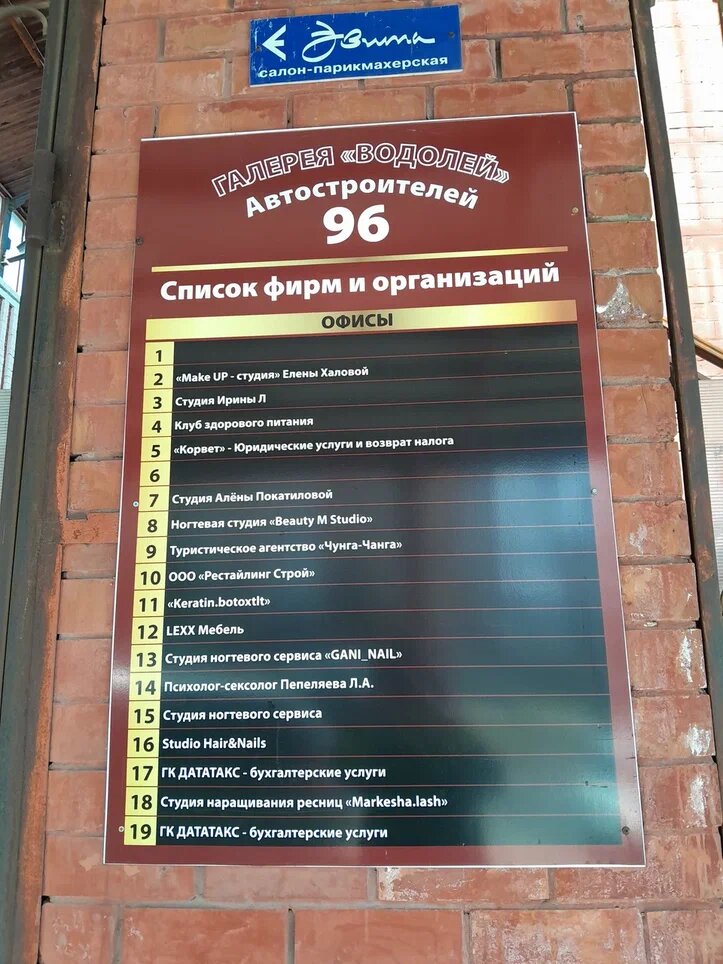 Эвита
салон-парикмахерская
ГАЛЕРЕЯ «ВОДОЛЕЙ»
Автостроителей
96
Список фирм и организаций
ОФИСЫ
1
2 «Make UP - студия» Елены Халовой
3 Студия Ирины Л
4 Клуб здорового питания
5 «Корвет» - Юридические услуги и возврат налога
6
7 Студия Алёны Покатиловой
8 Ногтевая студия «Beauty M Studio»
9 Туристическое агентство «Чунга-Чанга»
10 ООО «Рестайлинг Строй»
11 «Keratin.botoxtlt»
12 LEXX Мебель
13 Студия ногтевого сервиса «GANI_NAIL»
14 Психолог-сексолог Пепеляева Л.А.
15 Студия ногтевого сервиса
16 Studio Hair&Nails
17 ГК ДАТАТАКС - бухгалтерские услуги
18 Студия наращивания ресниц «Markesha.lash»
19 ГК ДАТАТАКС - бухгалтерские услуги